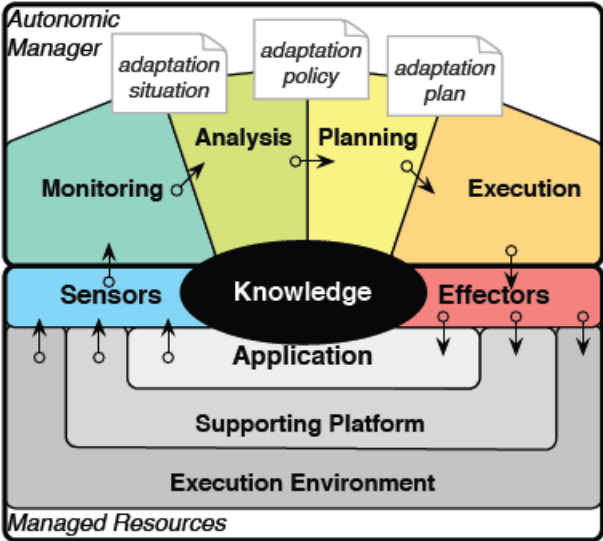 Autonomic
Manager
adaptation
situation
adaptation
policy
adaptation
plan
Analysis
Planning
Monitoring
Execution
Sensors
Knowledge
Effectors
Application
Supporting Platform
Execution Environment
Managed Resources